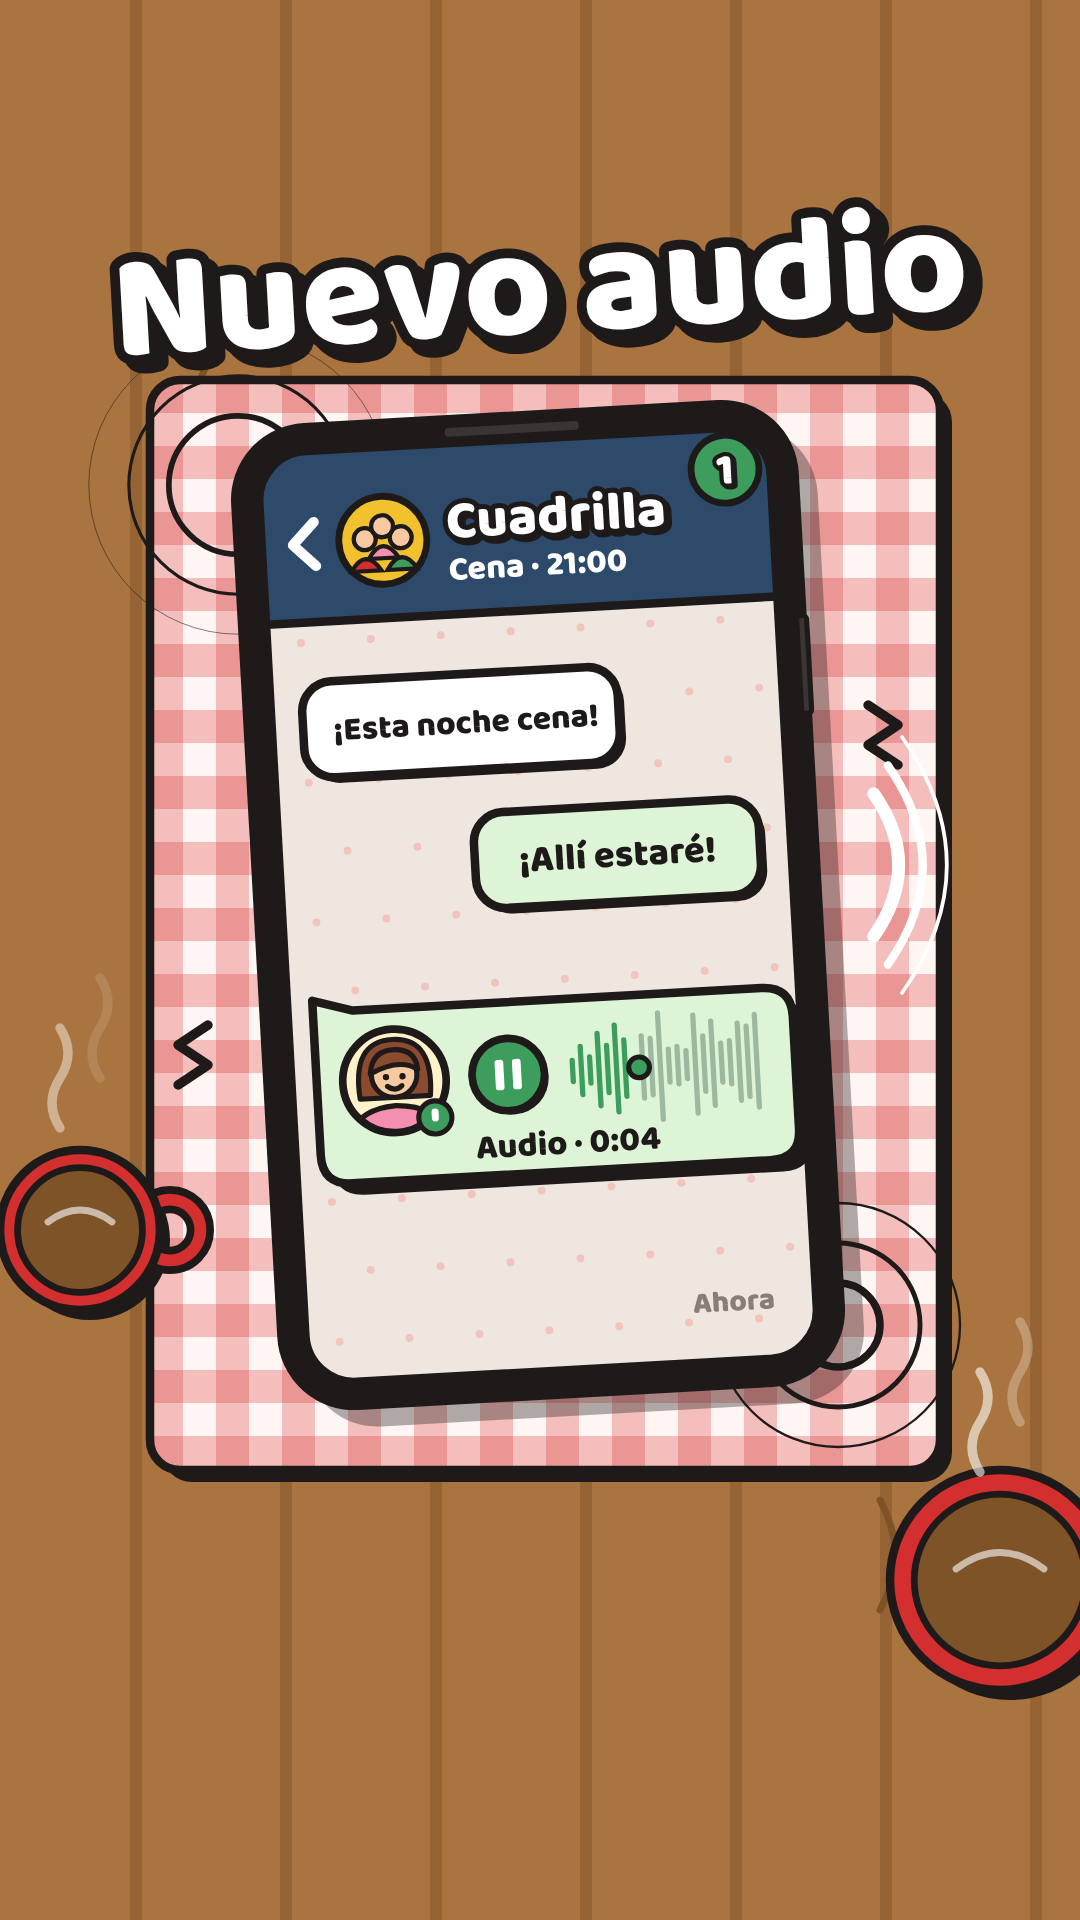 Nuevo audio
1
Cuadrilla
Cena · 21:00
¡Esta noche cena!
¡Allí estaré!
Audio · 0:04
Ahora